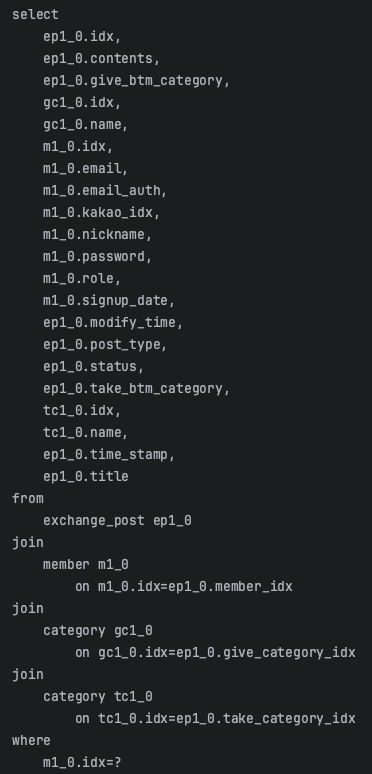 select
    ep1_0.idx,
    ep1_0.contents,
    ep1_0.give_btm_category,
    gc1_0.idx,
    gc1_0.name,
    m1_0.idx,
    m1_0.email,
    m1_0.email_auth,
    m1_0.kakao_idx,
    m1_0.nickname,
    m1_0.password,
    m1_0.role,
    m1_0.signup_date,
    ep1_0.modify_time,
    ep1_0.post_type,
    ep1_0.status,
    ep1_0.take_btm_category,
    tc1_0.idx,
    tc1_0.name,
    ep1_0.time_stamp,
    ep1_0.title
from
    exchange_post ep1_0
join
    member m1_0
        on m1_0.idx=ep1_0.member_idx
join
    category gc1_0
        on gc1_0.idx=ep1_0.give_category_idx
join
    category tc1_0
        on tc1_0.idx=ep1_0.take_category_idx
where
    m1_0.idx=?